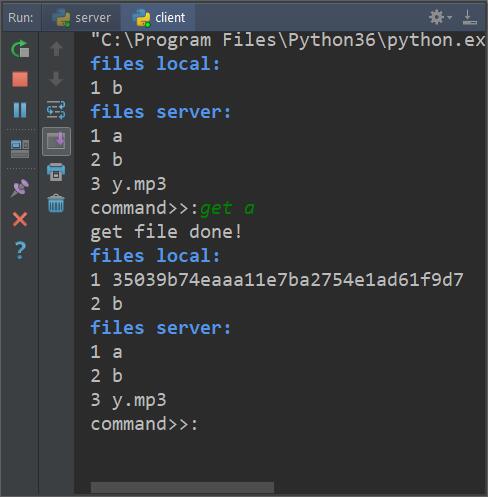 Run: server client
"C:\Program Files\Python36\python.ex
files local:
1 b
files server:
1 a
2 b
3 y.mp3
command>>:get a
get file done!
files local:
1 35039b74eaaa11e7ba2754e1ad61f9d7
2 b
files server:
1 a
2 b
3 y.mp3
command>>: